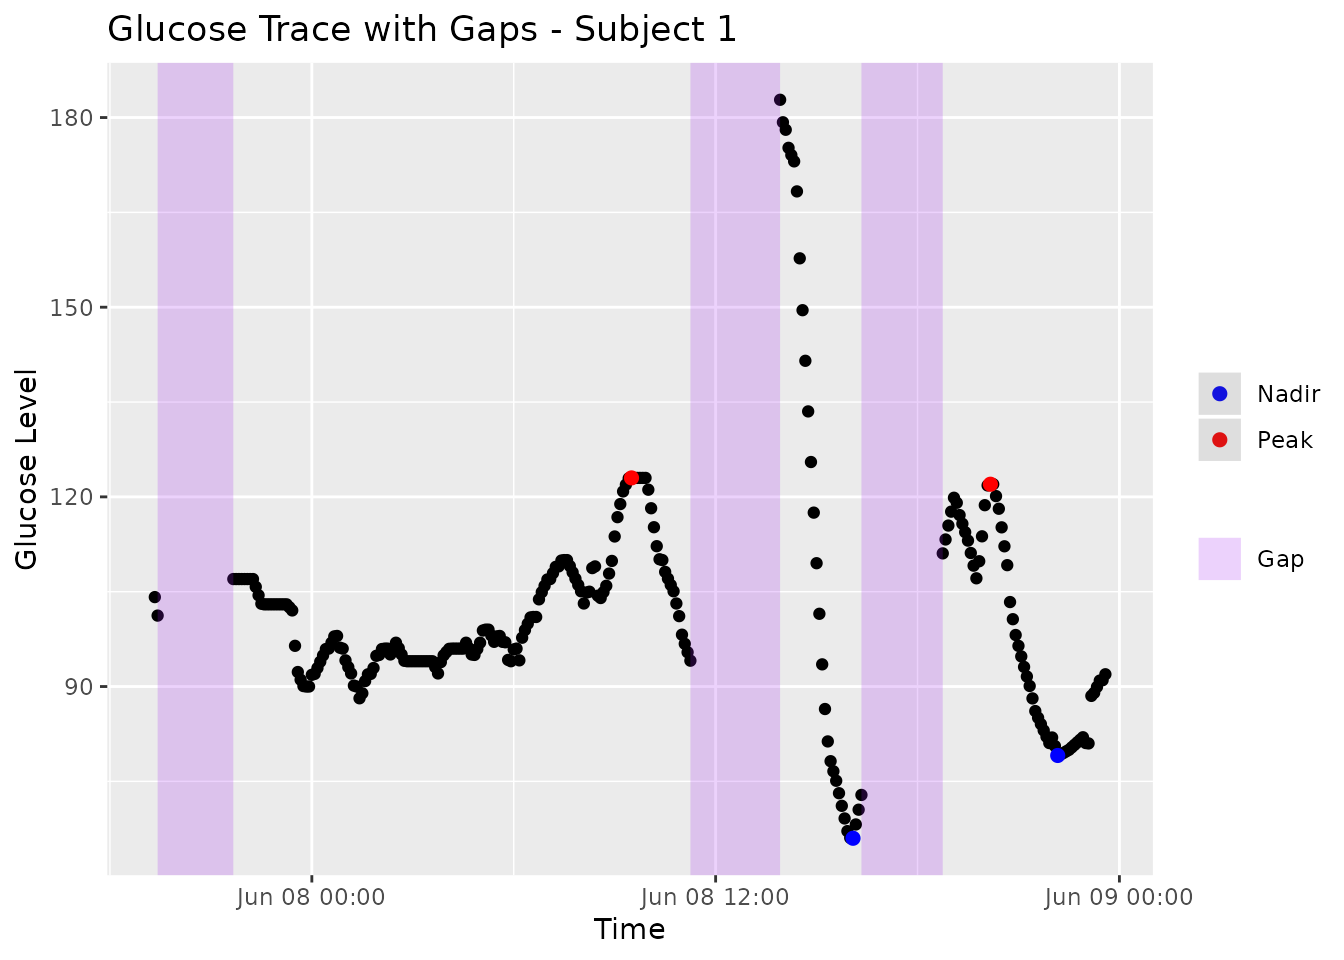 Glucose Trace with Gaps - Subject 1
180
150
120
90
Glucose Level
Jun 08 00:00
Jun 08 12:00
Jun 09 00:00
Time
Nadir
Peak
Gap